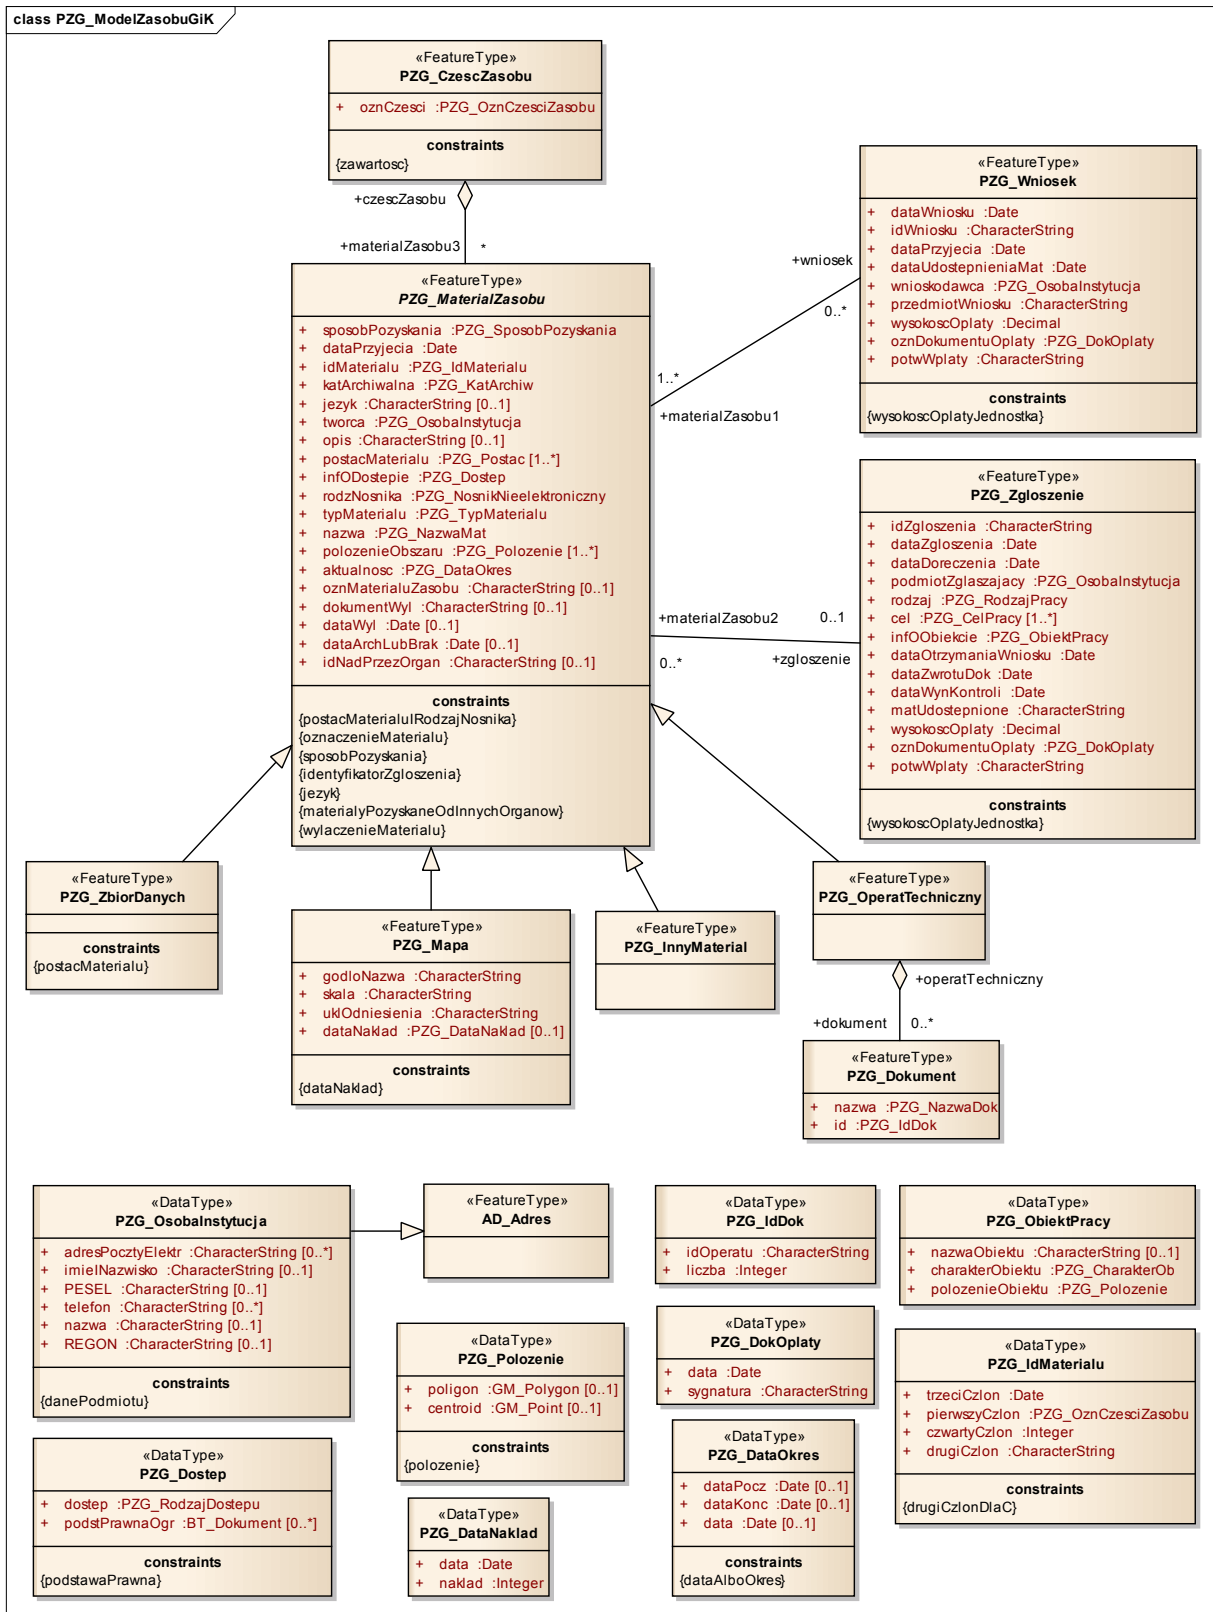 class PZG_ModelZasobuGiK
«FeatureType»
PZG_CzescZasobu
+ oznCzesci :PZG_OznCzesciZasobu
constraints
{zawartosc}
+czescZasobu
+materialZasobu3 *
«FeatureType»
PZG_MaterialZasobu
+ sposobPozyskania :PZG_SposobPozyskania
+ dataPrzyjecia :Date
+ idMaterialu :PZG_IdMaterialu
+ katArchiwalna :PZG_KatArchiw
+ jezyk :CharacterString [0..1]
+ tworca :PZG_OsobaInstytucja
+ opis :CharacterString [0..1]
+ postacMaterialu :PZG_Postac [1..*]
+ infODostepie :PZG_Dostep
+ rodzNosnika :PZG_NosnikNieelektroniczny
+ typMaterialu :PZG_TypMaterialu
+ nazwa :PZG_NazwaMat
+ polozenieObszaru :PZG_Polozenie [1..*]
+ aktualnosc :PZG_DataOkres
+ oznMaterialuZasobu :CharacterString [0..1]
+ dokumentWyl :CharacterString [0..1]
+ dataWyl :Date [0..1]
+ dataArchLubBrak :Date [0..1]
+ idNadPrzezOrgan :CharacterString [0..1]
constraints
{postacMaterialuIRodzajNosnika}
{oznaczenieMaterialu}
{sposobPozyskania}
{identyfikatorZgloszenia}
{jezyk}
{materialyPozyskaneOdInnychOrganow}
{wylaczenieMaterialu}
+wniosek
0..*
1..*
+materialZasobu1
«FeatureType»
PZG_Wniosek
+ dataWniosku :Date
+ idWniosku :CharacterString
+ dataPrzyjecia :Date
+ dataUdostepnieniaMat :Date
+ wnioskodawca :PZG_OsobaInstytucja
+ przedmiotWniosku :CharacterString
+ wysokoscOplaty :Decimal
+ oznDokumentuOplaty :PZG_DokOplaty
+ potwWplaty :CharacterString
constraints
{wysokoscOplatyJednostka}
+materialZasobu2 0..1
0..* +zgloszenie
«FeatureType»
PZG_Zgloszenie
+ idZgloszenia :CharacterString
+ dataZgloszenia :Date
+ dataDoreczenia :Date
+ podmiotZglaszajacy :PZG_OsobaInstytucja
+ rodzaj :PZG_RodzajPracy
+ cel :PZG_CelPracy [1..*]
+ infOObiekcie :PZG_ObiektPracy
+ dataOtrzymaniaWniosku :Date
+ dataZwrotuDok :Date
+ dataWynKontroli :Date
+ matUdostepnione :CharacterString
+ wysokoscOplaty :Decimal
+ oznDokumentuOplaty :PZG_DokOplaty
+ potwWplaty :CharacterString
constraints
{wysokoscOplatyJednostka}
«FeatureType»
PZG_ZbiorDanych
constraints
{postacMaterialu}
«FeatureType»
PZG_Mapa
+ godloNazwa :CharacterString
+ skala :CharacterString
+ uklOdniesienia :CharacterString
+ dataNaklad :PZG_DataNaklad [0..1]
constraints
{dataNaklad}
«FeatureType»
PZG_InnyMaterial
«FeatureType»
PZG_OperatTechniczny
+operatTechniczny
+dokument 0..*
«FeatureType»
PZG_Dokument
+ nazwa :PZG_NazwaDok
+ id :PZG_IdDok
«DataType»
PZG_OsobaInstytucja
+ adresPocztyElektr :CharacterString [0..*]
+ imieINazwisko :CharacterString [0..1]
+ PESEL :CharacterString [0..1]
+ telefon :CharacterString [0..*]
+ nazwa :CharacterString [0..1]
+ REGON :CharacterString [0..1]
constraints
{danePodmiotu}
«FeatureType»
AD_Adres
«DataType»
PZG_IdDok
+ idOperatu :CharacterString
+ liczba :Integer
«DataType»
PZG_ObiektPracy
+ nazwaObiektu :CharacterString [0..1]
+ charakterObiektu :PZG_CharakterOb
+ polozenieObiektu :PZG_Polozenie
«DataType»
PZG_Polozenie
+ poligon :GM_Polygon [0..1]
+ centroid :GM_Point [0..1]
constraints
{polozenie}
«DataType»
PZG_DokOplaty
+ data :Date
+ sygnatura :CharacterString
«DataType»
PZG_IdMaterialu
+ trzeciCzlon :Date
+ pierwszyCzlon :PZG_OznCzesciZasobu
+ czwartyCzlon :Integer
+ drugiCzlon :CharacterString
constraints
{drugiCzlonDlaC}
«DataType»
PZG_Dostep
+ dostep :PZG_RodzajDostepu
+ podstPrawnaOgr :BT_Dokument [0..*]
constraints
{podstawaPrawna}
«DataType»
PZG_DataNaklad
+ data :Date
+ naklad :Integer
«DataType»
PZG_DataOkres
+ dataPocz :Date [0..1]
+ dataKonc :Date [0..1]
+ data :Date [0..1]
constraints
{dataAlboOkres}